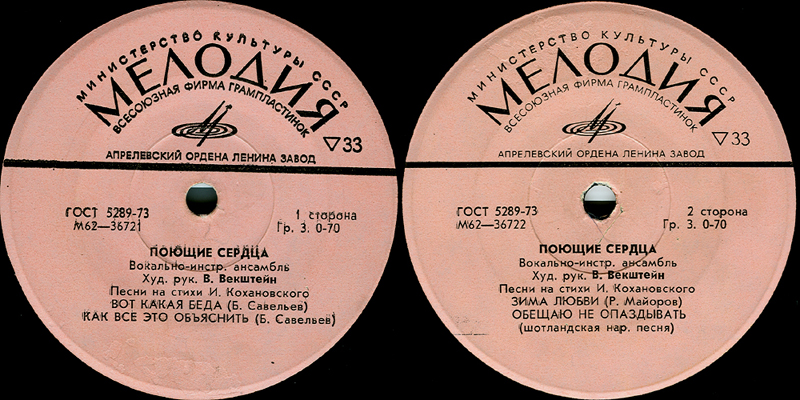 МИНИСТЕРСТВО КУЛЬТУРЫ СССР
МЕЛОДИЯ
ВСЕСОЮЗНАЯ ФИРМА ГРАМПЛАСТИНОК
▽33
АПРЕЛЕВСКИЙ ОРДЕНА ЛЕНИНА ЗАВОД
ГОСТ 5289-73
М62—36721
1 сторона
Гр. 3. 0-70
ПОЮЩИЕ СЕРДЦА
Вокально-инстр. ансамбль
Худ. рук. В. Векштейн
Песни на стихи И. Кохановского
ВОТ КАКАЯ БЕДА (Б. Савельев)
КАК ВСЕ ЭТО ОБЪЯСНИТЬ (Б. Савельев)
МИНИСТЕРСТВО КУЛЬТУРЫ СССР
МЕЛОДИЯ
ВСЕСОЮЗНАЯ ФИРМА ГРАМПЛАСТИНОК
▽33
АПРЕЛЕВСКИЙ ОРДЕНА ЛЕНИНА ЗАВОД
ГОСТ 5289-73
М62—36722
2 сторона
Гр. 3. 0-70
ПОЮЩИЕ СЕРДЦА
Вокально-инстр. ансамбль
Худ. рук. В. Векштейн
Песни на стихи И. Кохановского
ЗИМА ЛЮБВИ (Р. Майоров)
ОБЕЩАЮ НЕ ОПАЗДЫВАТЬ
(шотландская нар. песня)